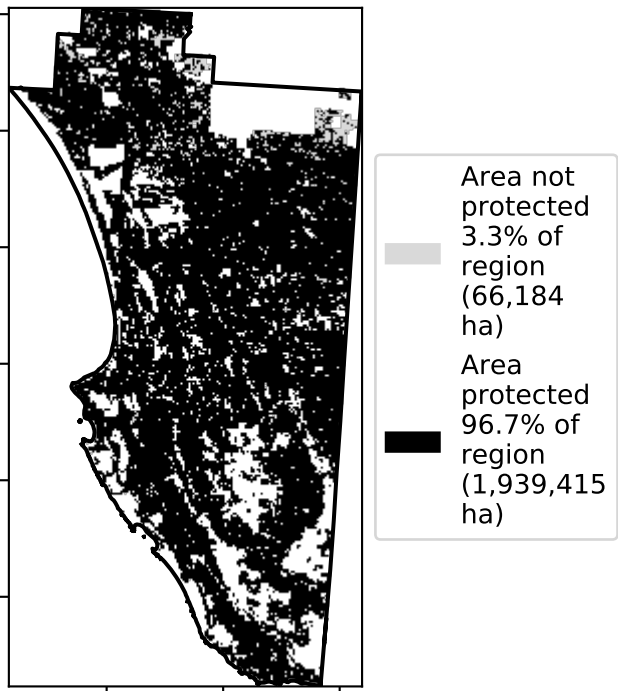 Area not
protected
3.3% of
region
(66,184
ha)
Area
protected
96.7% of
region
(1,939,415
ha)